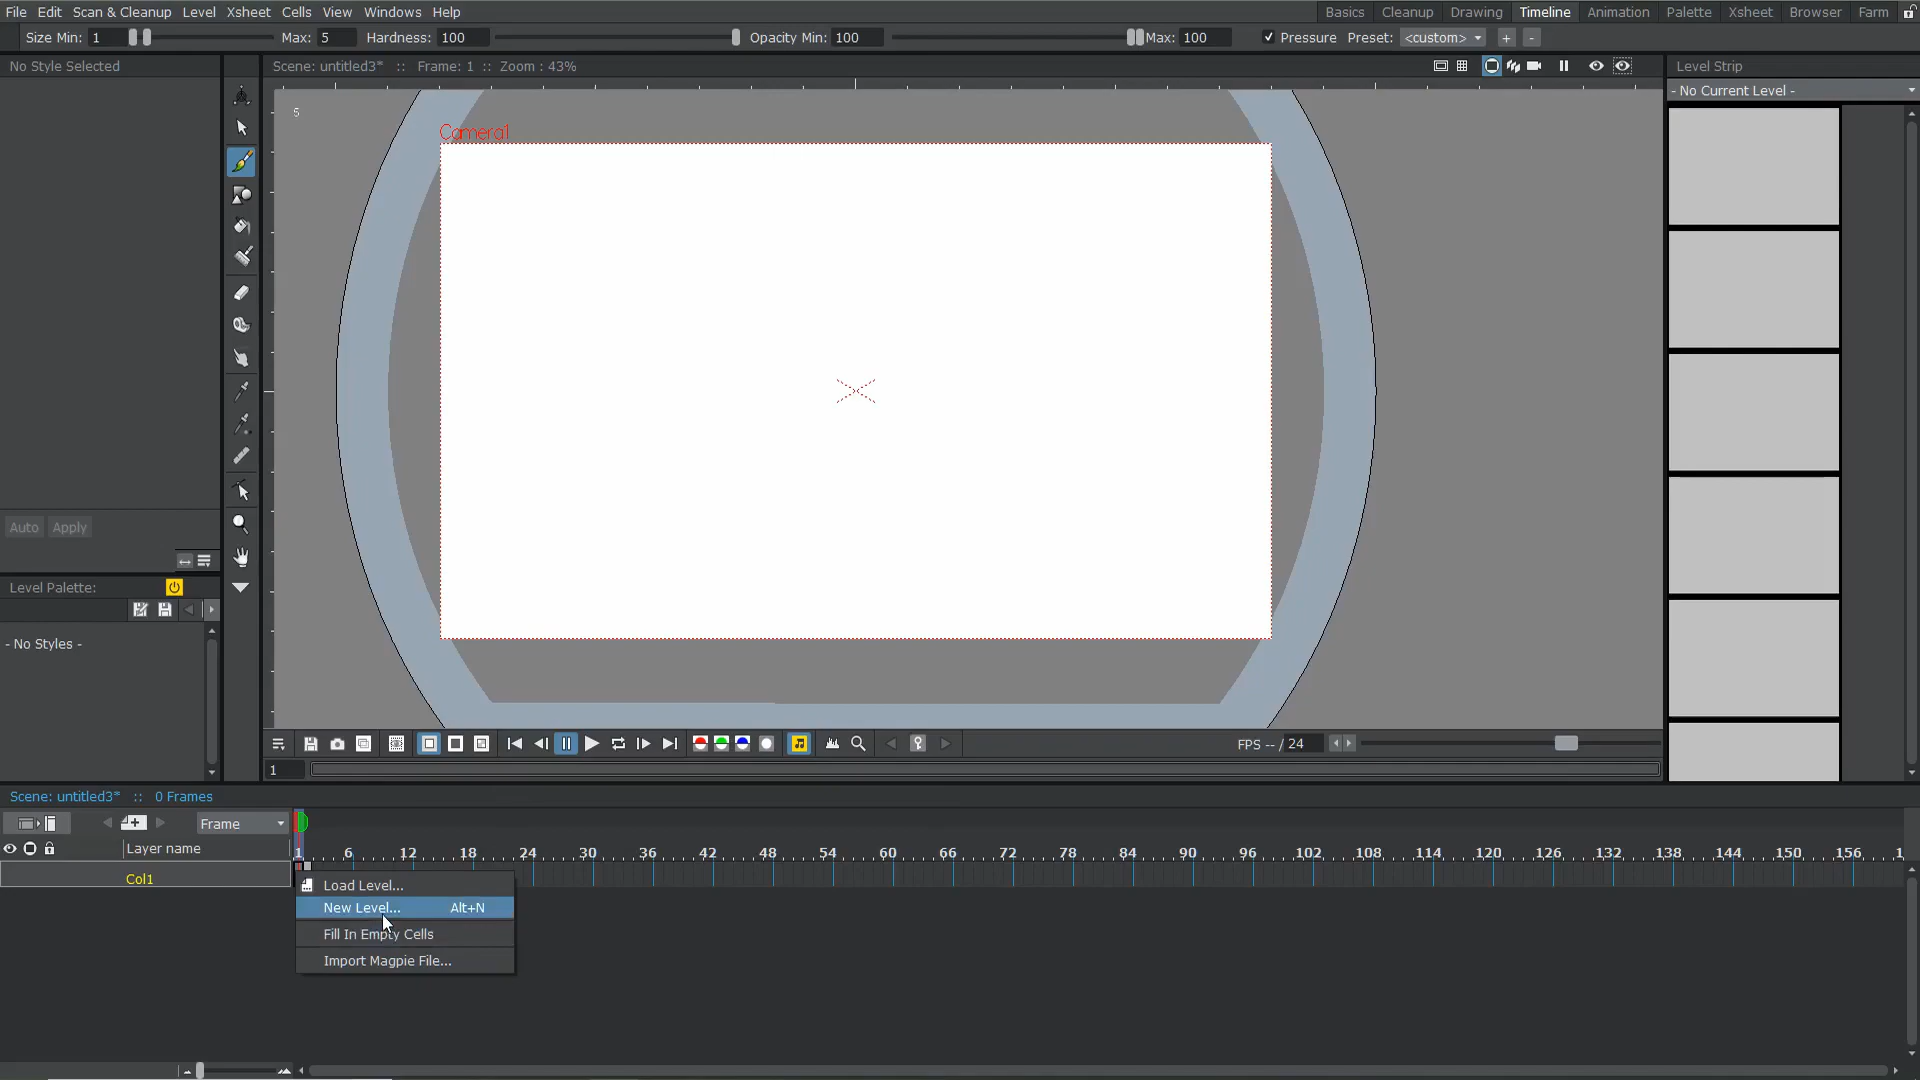 File Edit Scan & Cleanup Level Xsheet Cells View Windows Help Basics Cleanup Drawing Timeline Animation Palette Xsheet Browser Farm
Size Min: 1 Max: 5 Hardness: 100 Opacity Min: 100 Max: 100 Pressure Preset: <custom> + -
No Style Selected
Scene: untitled3* :: Frame: 1 :: Zoom : 43%
Level Strip
- No Current Level -
5
Camera1
Auto Apply
Level Palette:
- No Styles -
FPS -- / 24
1
Scene: untitled3* :: 0 Frames
Frame
Layer name
1 6 12 18 24 30 36 42 48 54 60 66 72 78 84 90 96 102 108 114 120 126 132 138 144 150 156 1
Col1
Load Level...
New Level... Alt+N
Fill In Empty Cells
Import Magpie File...